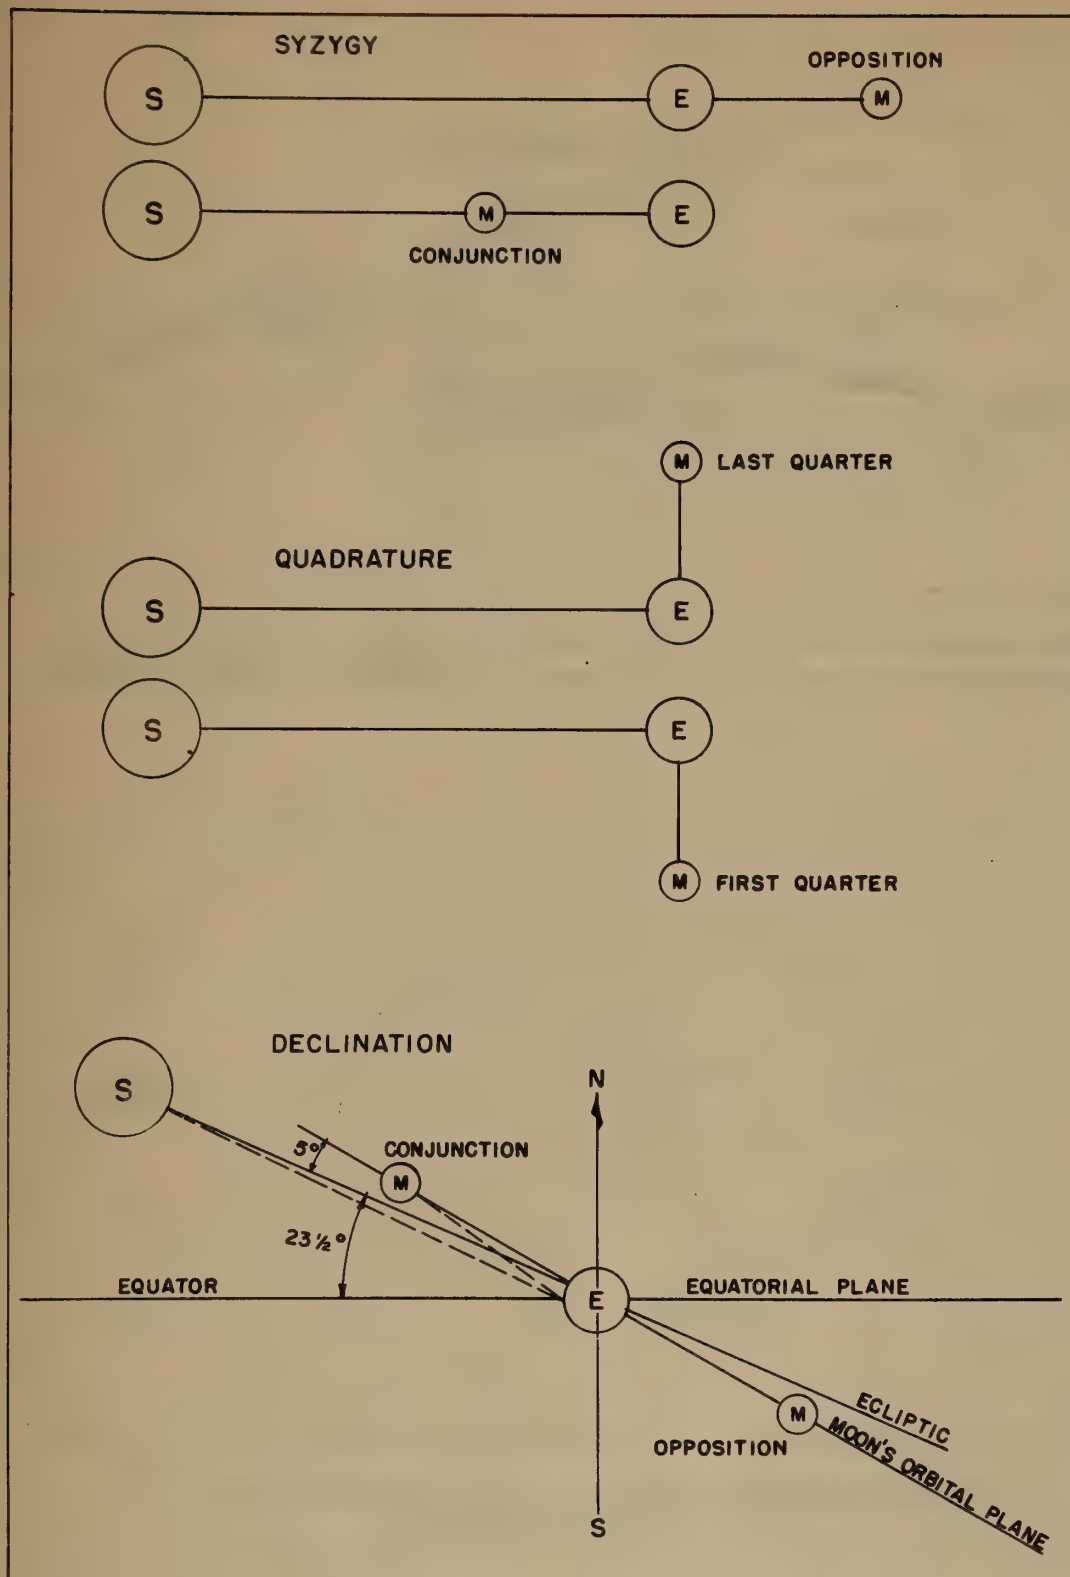 SYZYGY
OPPOSITION
S E M
S M E
CONJUNCTION
M LAST QUARTER
QUADRATURE
S E
S E
M FIRST QUARTER
DECLINATION
S
N
5°
CONJUNCTION
M
23½°
EQUATOR
E
EQUATORIAL PLANE
ECLIPTIC
M
MOON'S ORBITAL PLANE
OPPOSITION
S